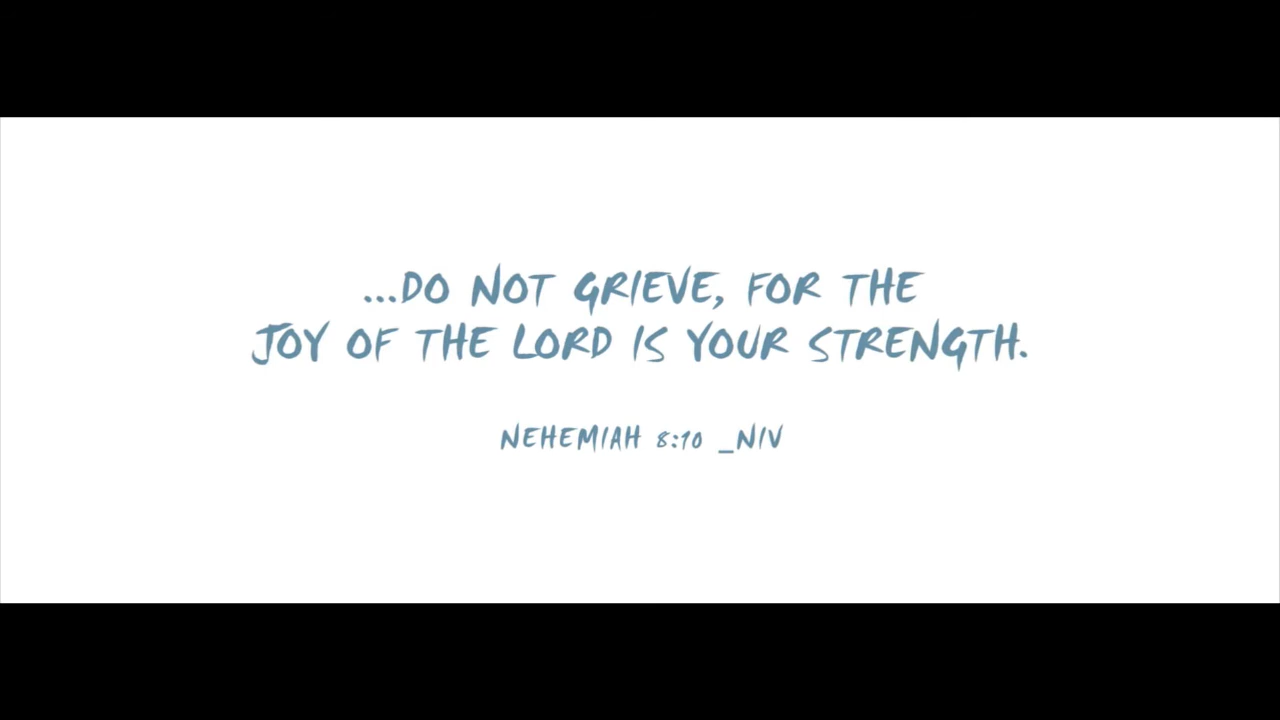 ...DO NOT GRIEVE, FOR THE
JOY OF THE LORD IS YOUR STRENGTH.
NEHEMIAH 8:10 _NIV